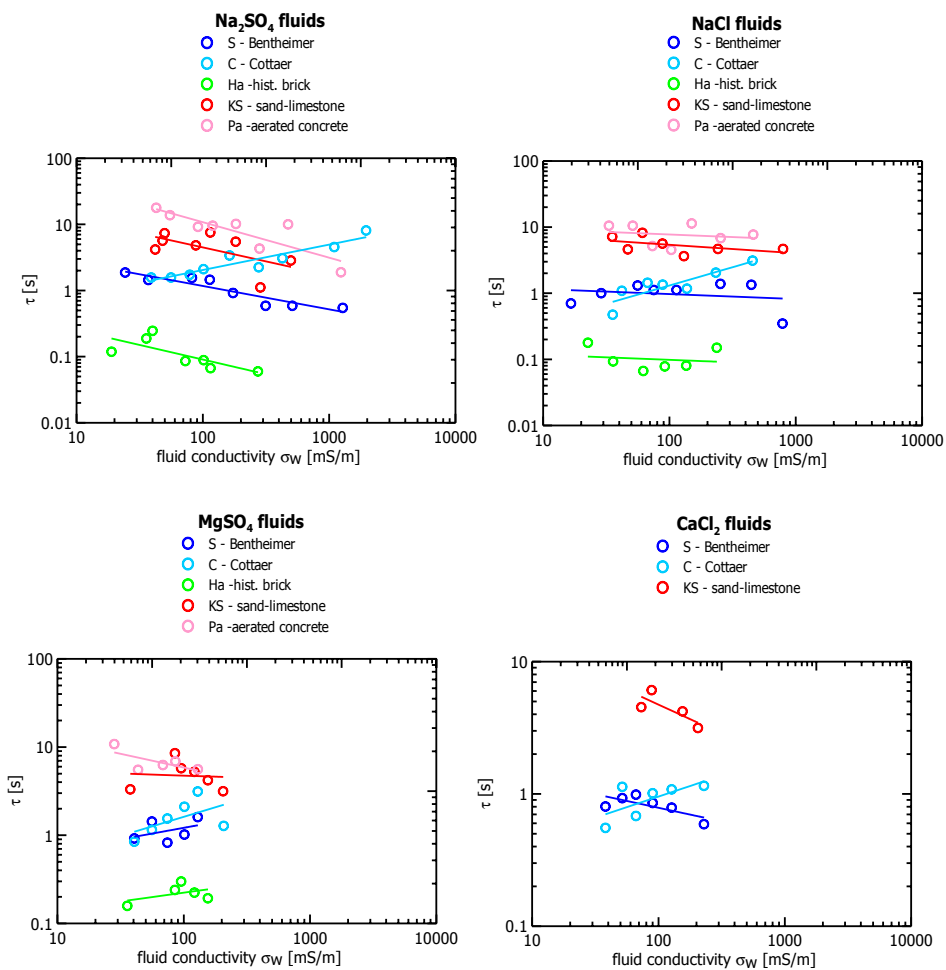 Na₂SO₄ fluids
S - Bentheimer
C - Cottaer
Ha -hist. brick
KS - sand-limestone
Pa -aerated concrete
100
10
1
0.1
0.01
τ [s]
10 100 1000 10000
fluid conductivity σW [mS/m]
NaCl fluids
S - Bentheimer
C - Cottaer
Ha -hist. brick
KS - sand-limestone
Pa -aerated concrete
100
10
1
0.1
0.01
τ [s]
10 100 1000 10000
fluid conductivity σW [mS/m]
MgSO₄ fluids
S - Bentheimer
C - Cottaer
Ha -hist. brick
KS - sand-limestone
Pa -aerated concrete
100
10
1
0.1
τ [s]
10 100 1000 10000
fluid conductivity σW [mS/m]
CaCl₂ fluids
S - Bentheimer
C - Cottaer
KS - sand-limestone
10
1
0.1
τ [s]
10 100 1000 10000
fluid conductivity σW [mS/m]